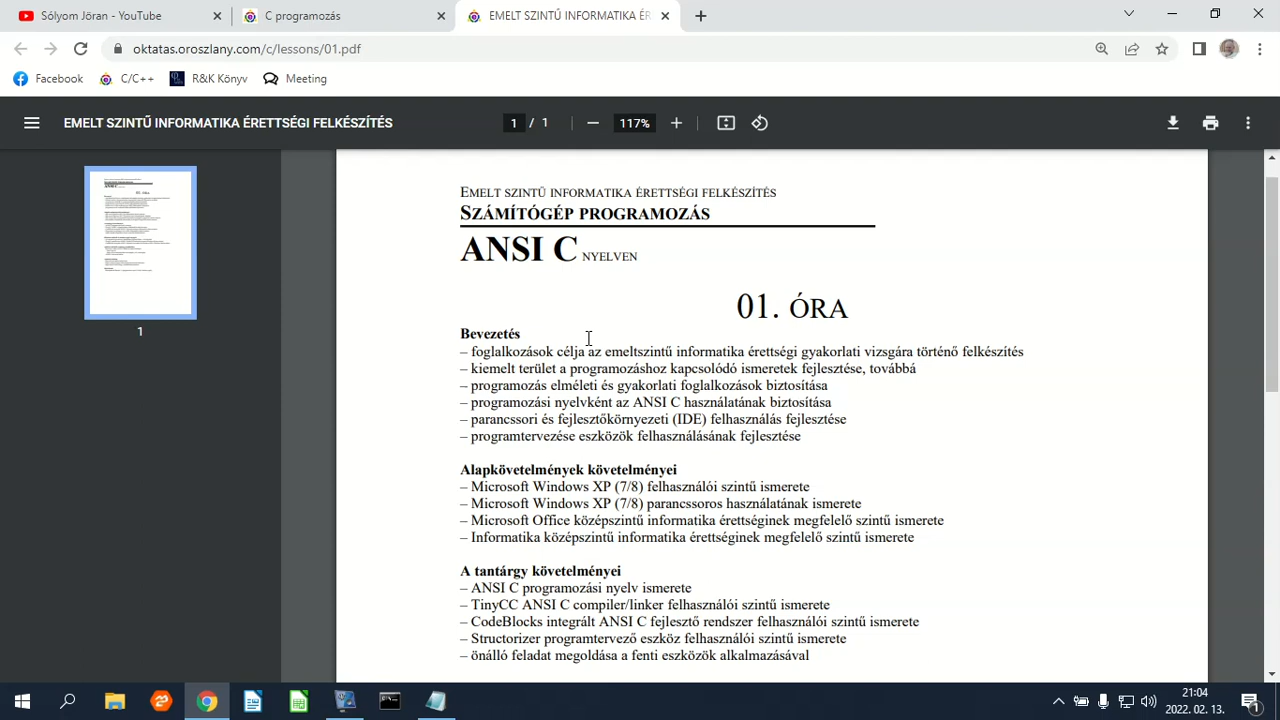 Sólyom Jöran - YouTube
C programozás
EMELT SZINTŰ INFORMATIKA ÉR
oktatas.oroszlany.com/c/lessons/01.pdf
Facebook
C/C++
R&K Könyv
Meeting
EMELT SZINTŰ INFORMATIKA ÉRETTSÉGI FELKÉSZÍTÉS
1 / 1
117%
1
EMELT SZINTŰ INFORMATIKA ÉRETTSÉGI FELKÉSZÍTÉS
SZÁMÍTÓGÉP PROGRAMOZÁS
ANSI C NYELVEN
01. ÓRA
Bevezetés
– foglalkozások célja az emeltszintű informatika érettségi gyakorlati vizsgára történő felkészítés
– kiemelt terület a programozáshoz kapcsolódó ismeretek fejlesztése, továbbá
– programozás elméleti és gyakorlati foglalkozások biztosítása
– programozási nyelvként az ANSI C használatának biztosítása
– parancssori és fejlesztőkörnyezeti (IDE) felhasználás fejlesztése
– programtervezése eszközök felhasználásának fejlesztése
Alapkövetelmények követelményei
– Microsoft Windows XP (7/8) felhasználói szintű ismerete
– Microsoft Windows XP (7/8) parancssoros használatának ismerete
– Microsoft Office középszintű informatika érettséginek megfelelő szintű ismerete
– Informatika középszintű informatika érettséginek megfelelő szintű ismerete
A tantárgy követelményei
– ANSI C programozási nyelv ismerete
– TinyCC ANSI C compiler/linker felhasználói szintű ismerete
– CodeBlocks integrált ANSI C fejlesztő rendszer felhasználói szintű ismerete
– Structorizer programtervező eszköz felhasználói szintű ismerete
– önálló feladat megoldása a fenti eszközök alkalmazásával
21:04
2022. 02. 13.
1